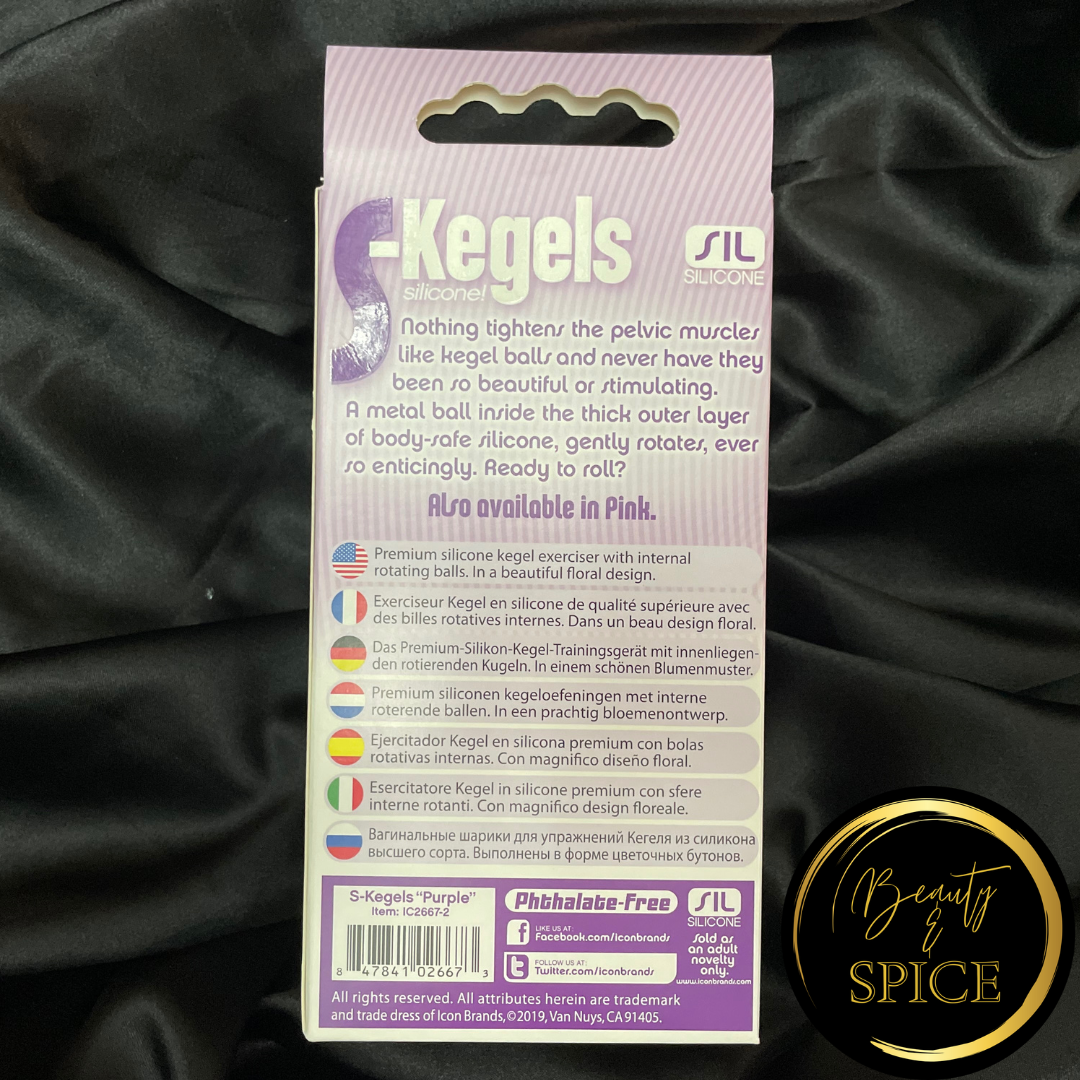 S-Kegels
silicone!
SIL
SILICONE
Nothing tightens the pelvic muscles
like kegel balls and never have they
been so beautiful or stimulating.
A metal ball inside the thick outer layer
of body-safe silicone, gently rotates, ever
so enticingly. Ready to roll?
Also available in Pink.
Premium silicone kegel exerciser with internal
rotating balls. In a beautiful floral design.
Exerciseur Kegel en silicone de qualité supérieure avec
des billes rotatives internes. Dans un beau design floral.
Das Premium-Silikon-Kegel-Trainingsgerät mit innenliegen-
den rotierenden Kugeln. In einem schönen Blumenmuster.
Premium siliconen kegeloefeningen met interne
roterende ballen. In een prachtig bloemenontwerp.
Ejercitador Kegel en silicona premium con bolas
rotativas internas. Con magnifico diseño floral.
Esercitatore Kegel in silicone premium con sfere
interne rotanti. Con magnifico design floreale.
Вагинальные шарики для упражнений Кегеля из силикона
высшего сорта. Выполнены в форме цветочных бутонов.
S-Kegels "Purple"
Item: IC2667-2
8 47841 02667 3
Phthalate-Free
LIKE US AT:
Facebook.com/Iconbrands
FOLLOW US AT:
Twitter.com/iconbrands
SIL
SILICONE
Sold as
an adult
novelty
only.
www.Iconbrands.com
All rights reserved. All attributes herein are trademark
and trade dress of Icon Brands,©2019, Van Nuys, CA 91405.
Beauty
&
SPICE